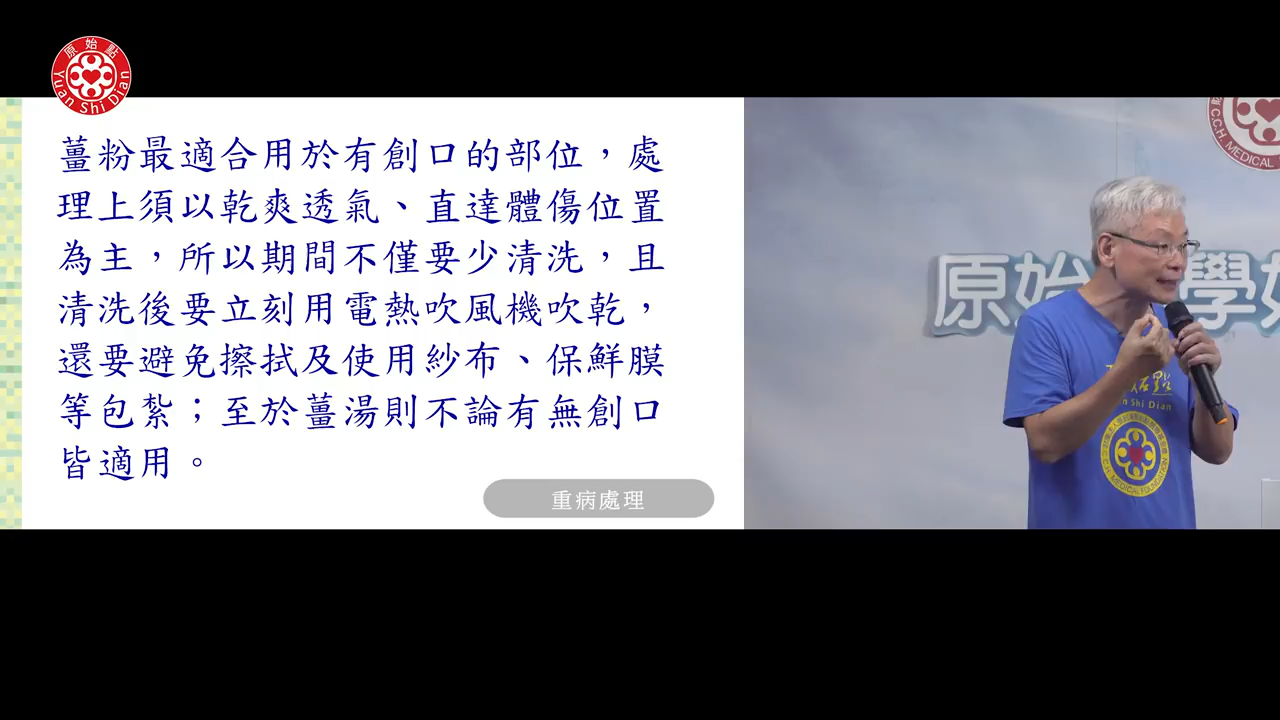 原始點
Yuan Shi Dian
薑粉最適合用於有創口的部位，處
理上須以乾爽透氣、直達體傷位置
為主，所以期間不僅要少清洗，且
清洗後要立刻用電熱吹風機吹乾，
還要避免擦拭及使用紗布、保鮮膜
等包紮；至於薑湯則不論有無創口
皆適用。
重病處理
C.C.H. MEDICAL
原始
學